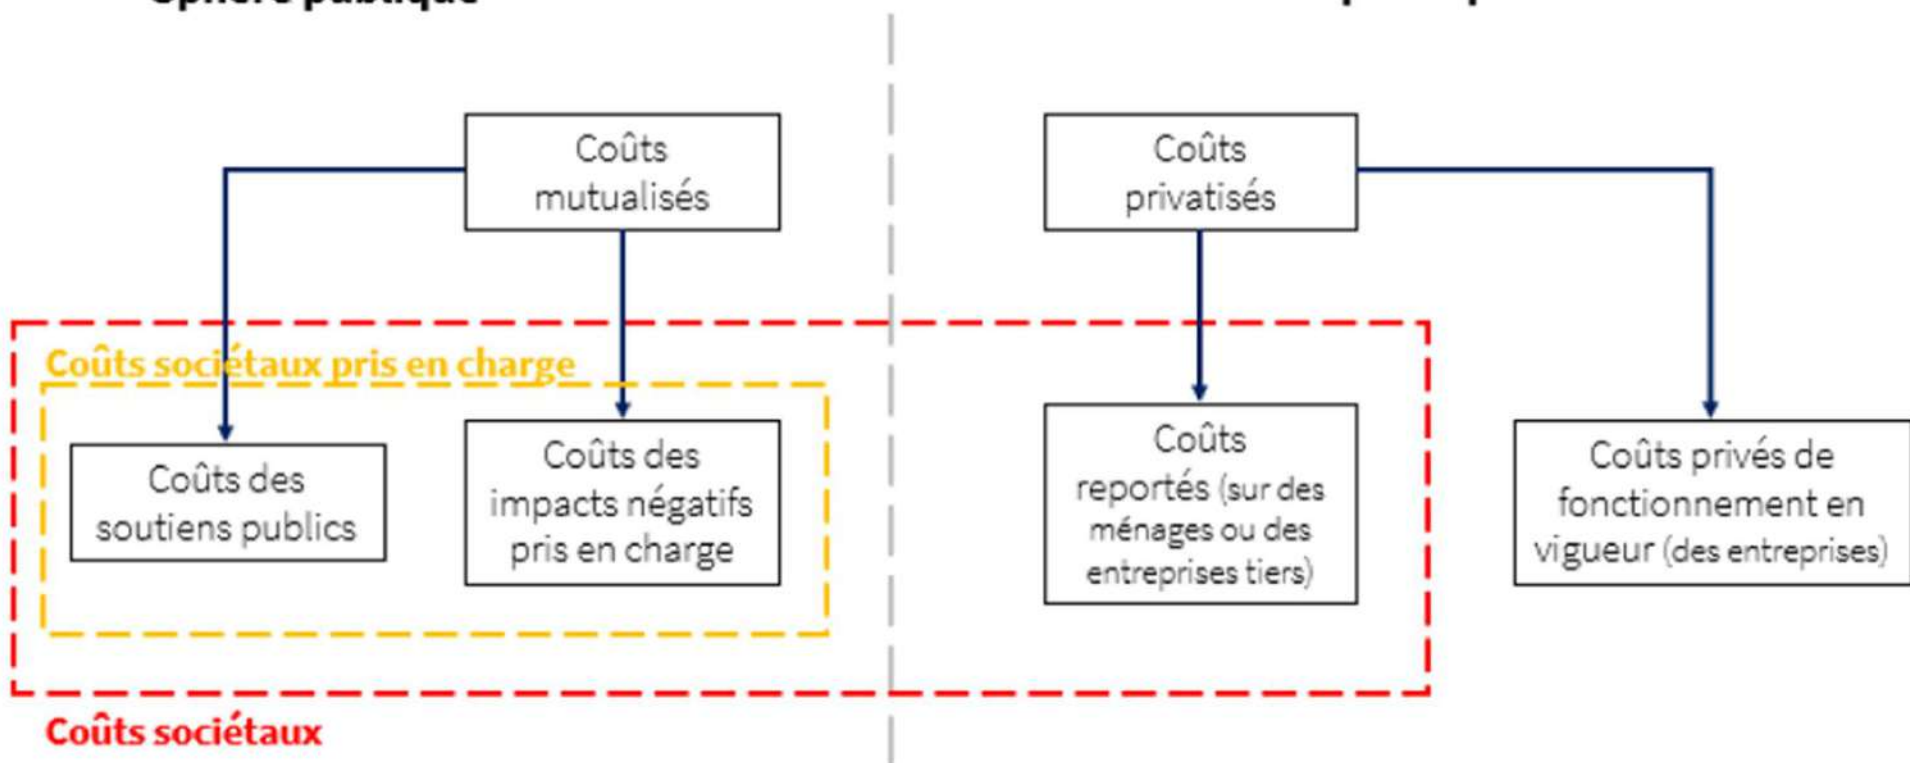 Sphère publique
Coûts
mutualisés
Coûts
privatisés
Coûts sociétaux pris en charge
Coûts des
soutiens publics
Coûts des
impacts négatifs
pris en charge
Coûts
reportés (sur des
ménages ou des
entreprises tiers)
Coûts privés de
fonctionnement en
vigueur (des entreprises)
Coûts sociétaux